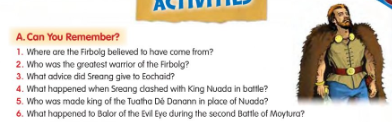 ACTIVITIES
A. Can You Remember?
1. Where are the Firbolg believed to have come from?
2. Who was the greatest warrior of the Firbolg?
3. What advice did Sreang give to Eochaid?
4. What happened when Sreang clashed with King Nuada in battle?
5. Who was made king of the Tuatha Dé Danann in place of Nuada?
6. What happened to Balor of the Evil Eye during the second Battle of Moytura?